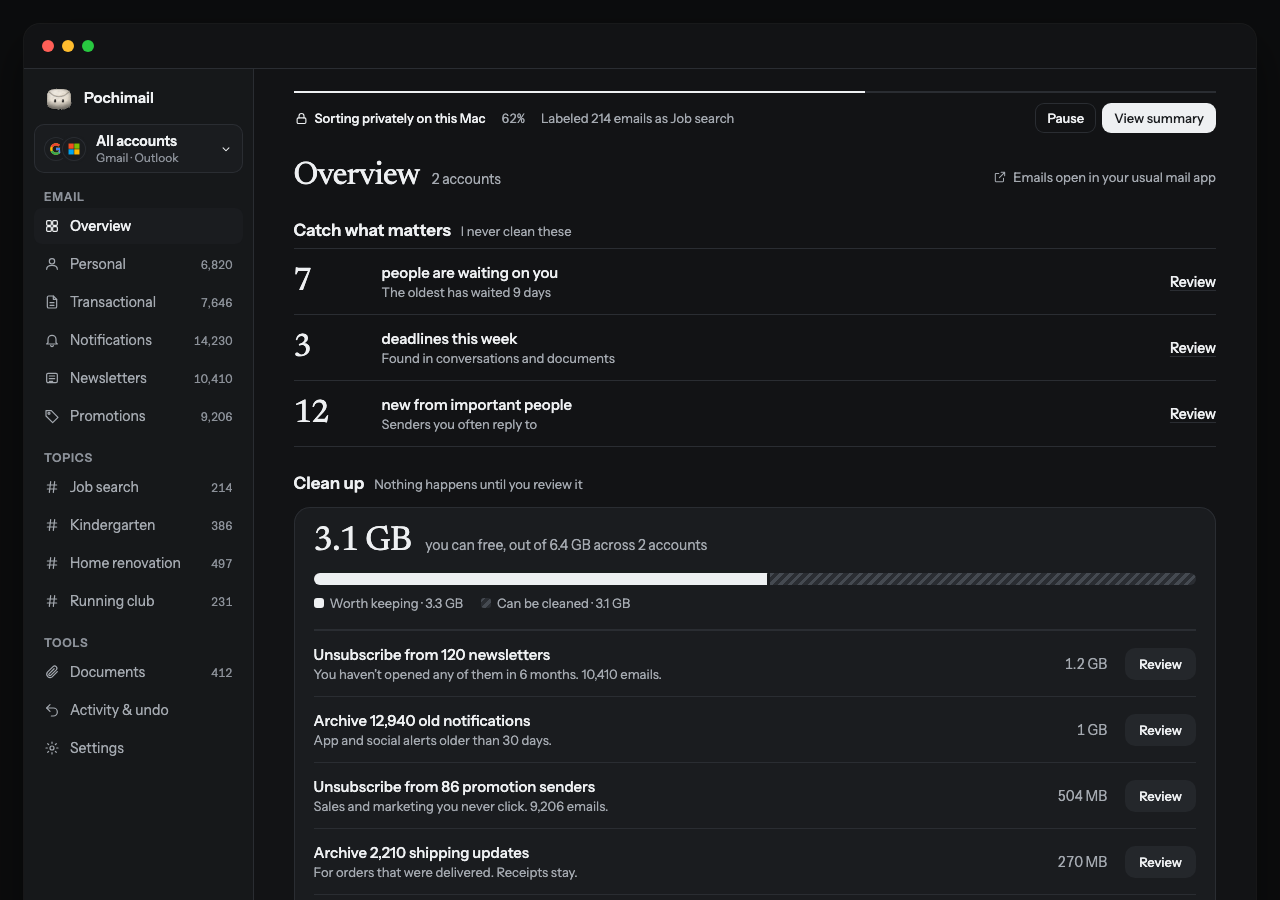 Pochimail
All accounts
Gmail · Outlook
EMAIL
Overview
Personal 6,820
Transactional 7,646
Notifications 14,230
Newsletters 10,410
Promotions 9,206
TOPICS
# Job search 214
# Kindergarten 386
# Home renovation 497
# Running club 231
TOOLS
Documents 412
Activity & undo
Settings
Sorting privately on this Mac 62% Labeled 214 emails as Job search Pause View summary
Overview 2 accounts Emails open in your usual mail app
Catch what matters I never clean these
7 people are waiting on you Review
The oldest has waited 9 days
3 deadlines this week Review
Found in conversations and documents
12 new from important people Review
Senders you often reply to
Clean up Nothing happens until you review it
3.1 GB you can free, out of 6.4 GB across 2 accounts
Worth keeping · 3.3 GB Can be cleaned · 3.1 GB
Unsubscribe from 120 newsletters 1.2 GB Review
You haven't opened any of them in 6 months. 10,410 emails.
Archive 12,940 old notifications 1 GB Review
App and social alerts older than 30 days.
Unsubscribe from 86 promotion senders 504 MB Review
Sales and marketing you never click. 9,206 emails.
Archive 2,210 shipping updates 270 MB Review
For orders that were delivered. Receipts stay.